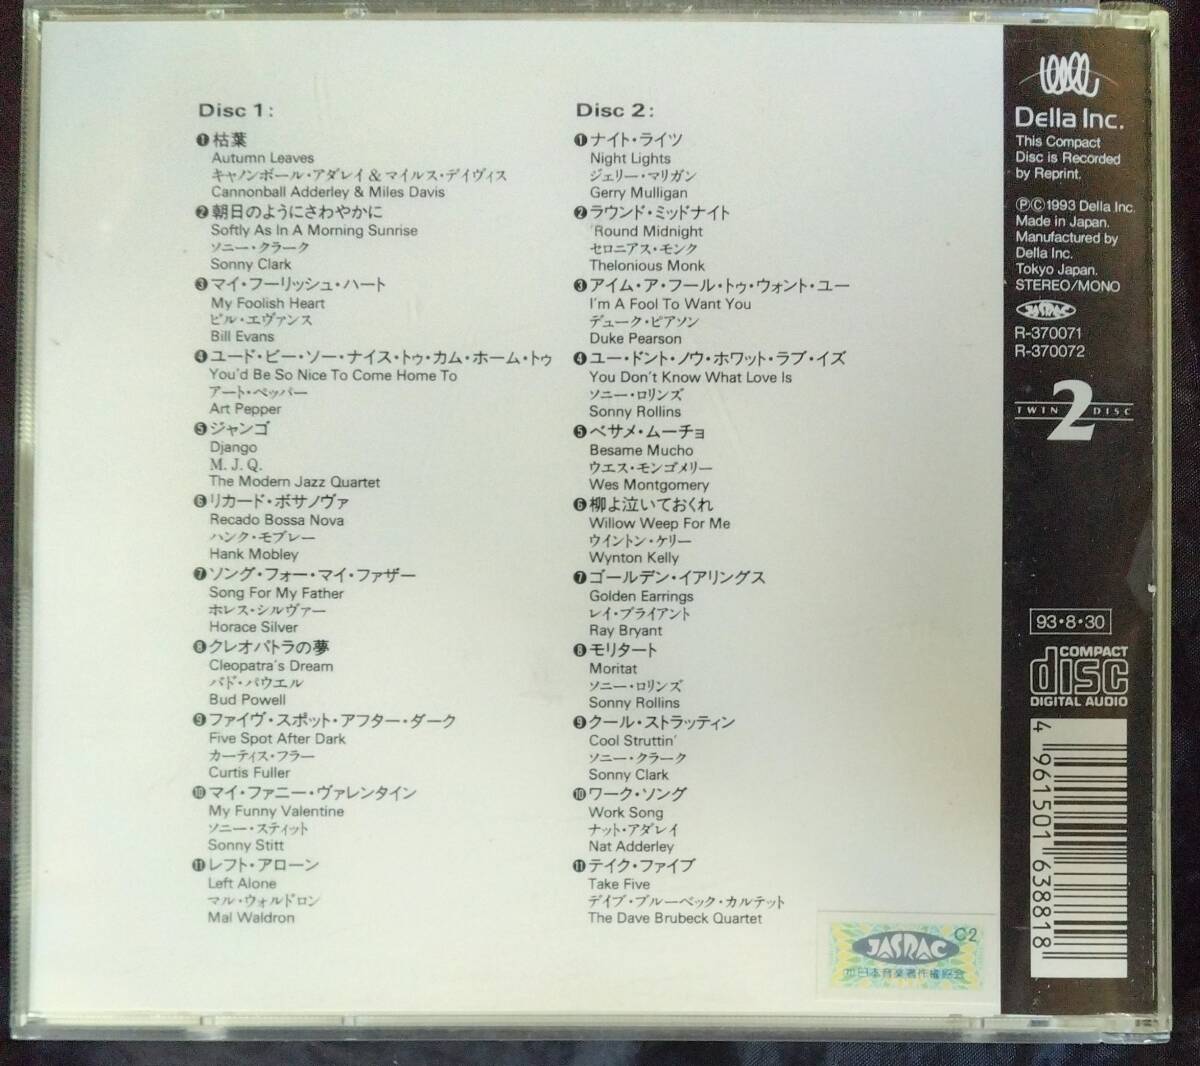 Disc 1:
❶枯葉
Autumn Leaves
キャノンボール・アダレイ&マイルス・デイヴィス
Cannonball Adderley & Miles Davis
❷朝日のようにさわやかに
Softly As In A Morning Sunrise
ソニー・クラーク
Sonny Clark
❸マイ・フーリッシュ・ハート
My Foolish Heart
ビル・エヴァンス
Bill Evans
❹ユード・ビー・ソー・ナイス・トゥ・カム・ホーム・トゥ
You'd Be So Nice To Come Home To
アート・ペッパー
Art Pepper
❺ジャンゴ
Django
M.J.Q.
The Modern Jazz Quartet
❻リカード・ボサノヴァ
Recado Bossa Nova
ハンク・モブレー
Hank Mobley
❼ソング・フォー・マイ・ファザー
Song For My Father
ホレス・シルヴァー
Horace Silver
❽クレオパトラの夢
Cleopatra's Dream
バド・パウエル
Bud Powell
❾ファイヴ・スポット・アフター・ダーク
Five Spot After Dark
カーティス・フラー
Curtis Fuller
❿マイ・ファニー・ヴァレンタイン
My Funny Valentine
ソニー・スティット
Sonny Stitt
⓫レフト・アローン
Left Alone
マル・ウォルドロン
Mal Waldron
Disc 2:
❶ナイト・ライツ
Night Lights
ジェリー・マリガン
Gerry Mulligan
❷ラウンド・ミッドナイト
'Round Midnight
セロニアス・モンク
Thelonious Monk
❸アイム・ア・フール・トゥ・ウォント・ユー
I'm A Fool To Want You
デューク・ピアソン
Duke Pearson
❹ユー・ドント・ノウ・ホワット・ラブ・イズ
You Don't Know What Love Is
ソニー・ロリンズ
Sonny Rollins
❺ベサメ・ムーチョ
Besame Mucho
ウエス・モンゴメリー
Wes Montgomery
❻柳よ泣いておくれ
Willow Weep For Me
ウイントン・ケリー
Wynton Kelly
❼ゴールデン・イアリングス
Golden Earrings
レイ・ブライアント
Ray Bryant
❽モリタート
Moritat
ソニー・ロリンズ
Sonny Rollins
❾クール・ストラッティン
Cool Struttin'
ソニー・クラーク
Sonny Clark
❿ワーク・ソング
Work Song
ナット・アダレイ
Nat Adderley
⓫テイク・ファイブ
Take Five
デイブ・ブルーベック・カルテット
The Dave Brubeck Quartet
JASRAC C2
日本音楽著作権協会
Della Inc.
This Compact
Disc is Recorded
by Reprint.
ⓅⒸ1993 Della Inc.
Made in Japan.
Manufactured by
Della Inc.
Tokyo Japan.
STEREO/MONO
JASRAC
R-370071
R-370072
TWIN 2 DISC
93・8・30
COMPACT
disc
DIGITAL AUDIO
4 961501 638818